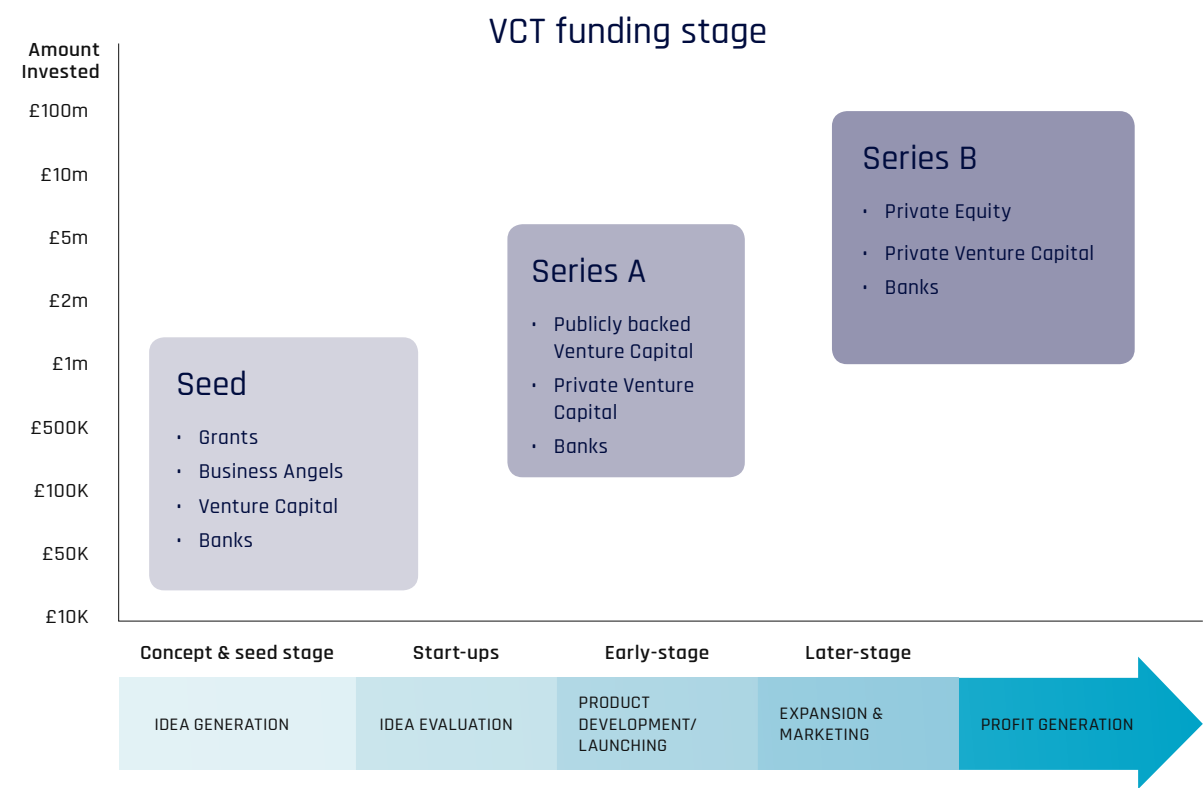 VCT funding stage
Amount
Invested
£100m
£10m
£5m
£2m
£1m
£500K
£100K
£50K
£10K
Seed
· Grants
· Business Angels
· Venture Capital
· Banks
Series A
· Publicly backed
Venture Capital
· Private Venture
Capital
· Banks
Series B
· Private Equity
· Private Venture Capital
· Banks
Concept & seed stage
Start-ups
Early-stage
Later-stage
IDEA GENERATION
IDEA EVALUATION
PRODUCT
DEVELOPMENT/
LAUNCHING
EXPANSION &
MARKETING
PROFIT GENERATION